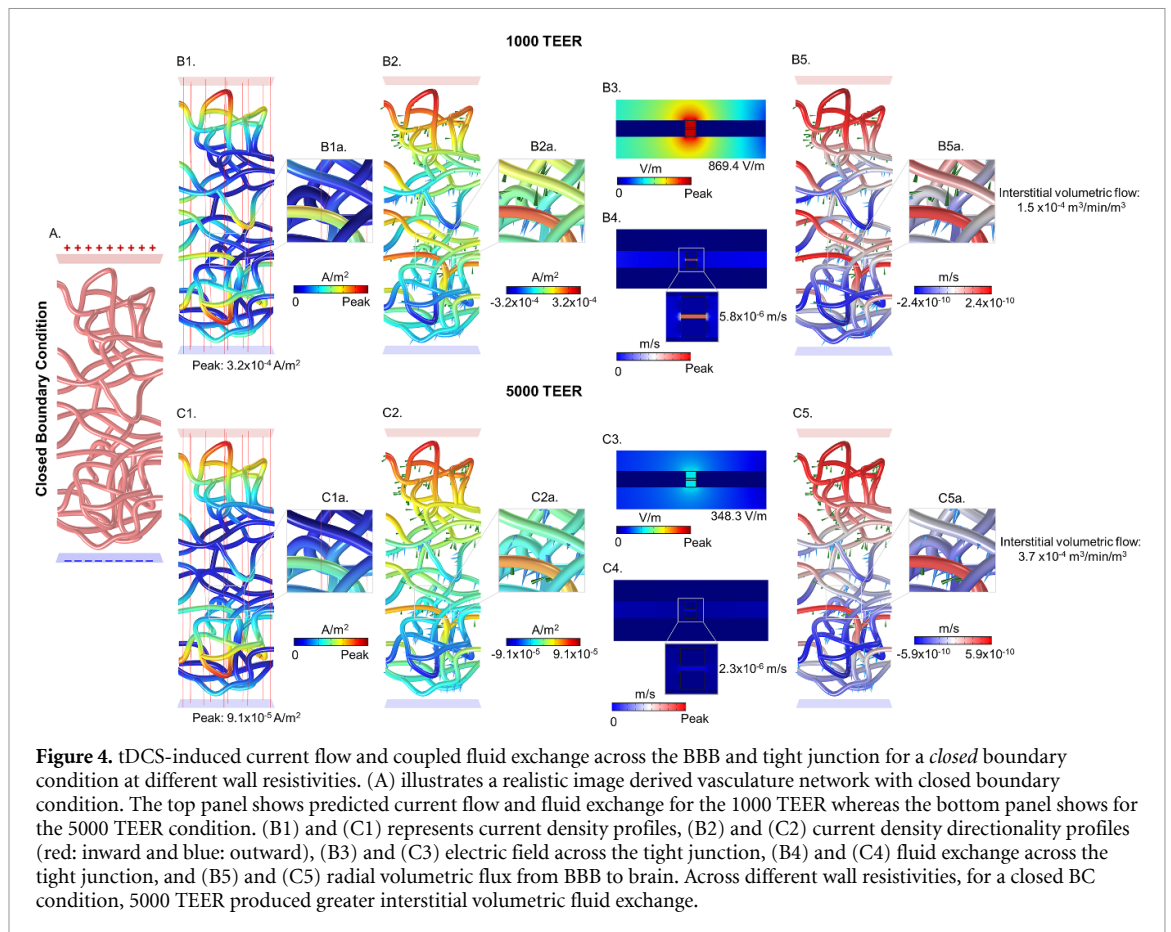 1000 TEER
B1.
B2.
B3.
B5.
869.4 V/m
V/m
0 Peak
B1a.
B2a.
B5a.
Interstitial volumetric flow:
1.5 x10⁻⁴ m³/min/m³
A.
+ + + + + + + + +
B4.
5.8x10⁻⁶ m/s
A/m²
0 Peak
A/m²
-3.2x10⁻⁴ 3.2x10⁻⁴
m/s
-2.4x10⁻¹⁰ 2.4x10⁻¹⁰
m/s
0 Peak
Peak: 3.2x10⁻⁴ A/m²
Closed Boundary Condition
5000 TEER
C1.
C2.
C3.
C5.
348.3 V/m
V/m
0 Peak
C1a.
C2a.
C5a.
Interstitial volumetric flow:
3.7 x10⁻⁴ m³/min/m³
C4.
2.3x10⁻⁶ m/s
A/m²
0 Peak
A/m²
-9.1x10⁻⁵ 9.1x10⁻⁵
m/s
-5.9x10⁻¹⁰ 5.9x10⁻¹⁰
m/s
0 Peak
Peak: 9.1x10⁻⁵ A/m²
Figure 4. tDCS-induced current flow and coupled fluid exchange across the BBB and tight junction for a closed boundary
condition at different wall resistivities. (A) illustrates a realistic image derived vasculature network with closed boundary
condition. The top panel shows predicted current flow and fluid exchange for the 1000 TEER whereas the bottom panel shows for
the 5000 TEER condition. (B1) and (C1) represents current density profiles, (B2) and (C2) current density directionality profiles
(red: inward and blue: outward), (B3) and (C3) electric field across the tight junction, (B4) and (C4) fluid exchange across the
tight junction, and (B5) and (C5) radial volumetric flux from BBB to brain. Across different wall resistivities, for a closed BC
condition, 5000 TEER produced greater interstitial volumetric fluid exchange.